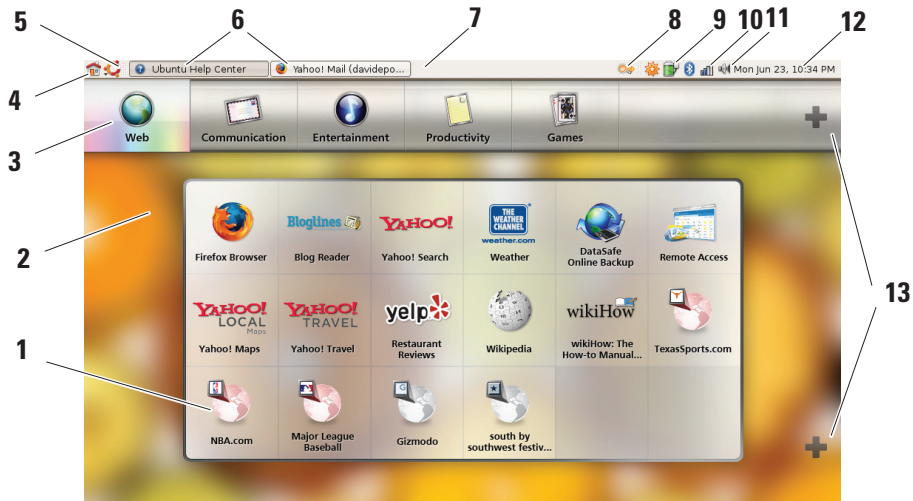 5
6
7
8
9
10
11
12
Ubuntu Help Center
Yahoo! Mail (davidepo...
Mon Jun 23, 10:34 PM
4
3
Web
Communication
Entertainment
Productivity
Games
2
13
1
Bloglines
YAHOO!
THE
WEATHER
CHANNEL
weather.com
Firefox Browser
Blog Reader
Yahoo! Search
Weather
DataSafe
Online Backup
Remote Access
YAHOO!
LOCAL
Maps
YAHOO!
TRAVEL
yelp
wikiHow
Yahoo! Maps
Yahoo! Travel
Restaurant
Reviews
Wikipedia
wikiHow: The
How-to Manual...
TexasSports.com
G
NBA.com
Major League
Baseball
Gizmodo
south by
southwest festiv...